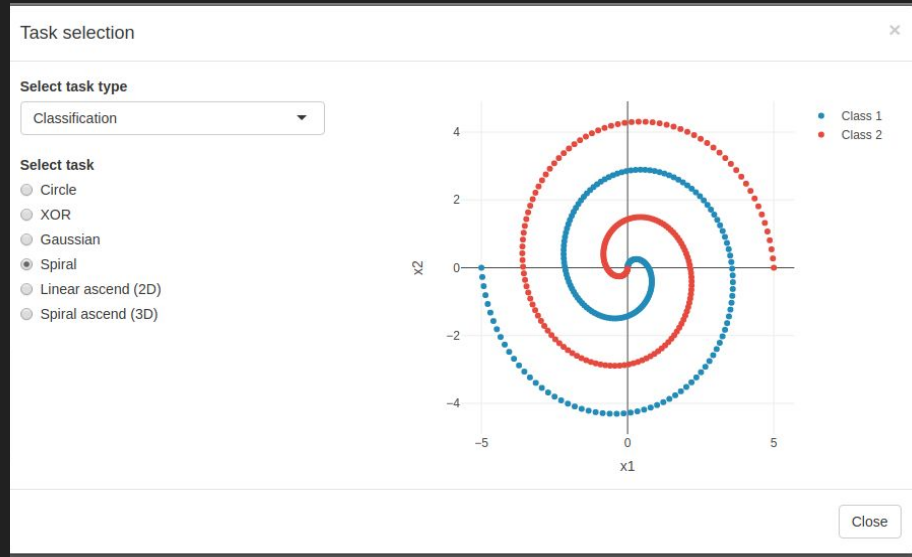 Task selection
×
Select task type
Classification
Select task
Circle
XOR
Gaussian
Spiral
Linear ascend (2D)
Spiral ascend (3D)
Class 1
Class 2
4
2
0
−2
−4
x2
−5
0
5
x1
Close